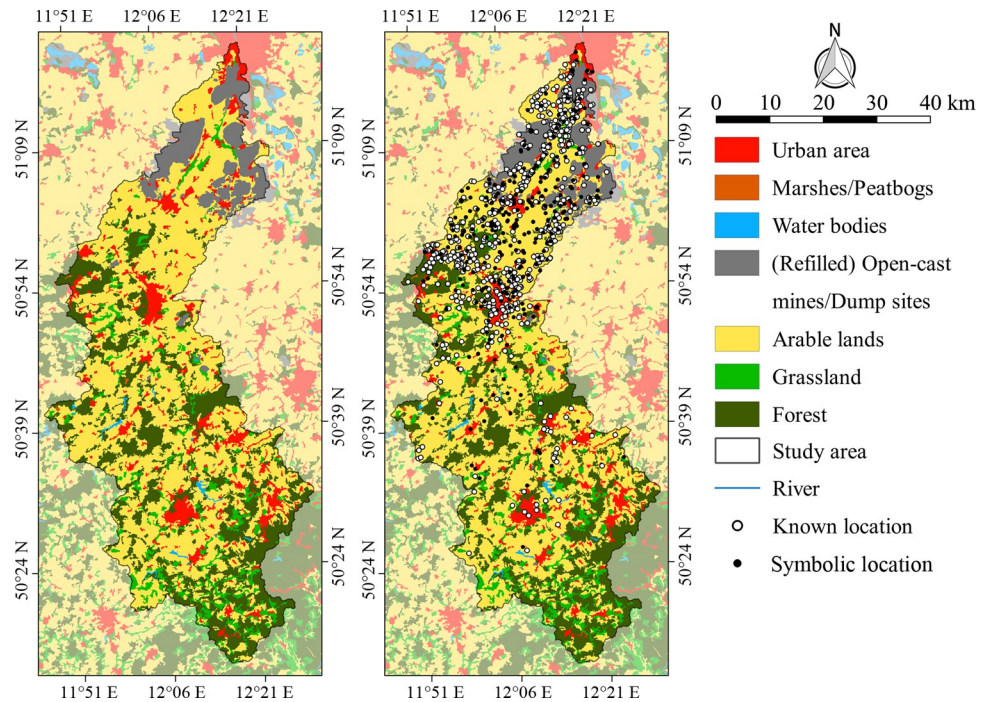 11°51 E 12°06 E 12°21 E
11°51 E 12°06 E 12°21 E
N
0 10 20 30 40 km
51°09 N
51°09 N
50°54 N
50°54 N
50°39 N
50°39 N
50°24 N
50°24 N
Urban area
Marshes/Peatbogs
Water bodies
(Refilled) Open-cast
mines/Dump sites
Arable lands
Grassland
Forest
Study area
River
Known location
Symbolic location
11°51 E 12°06 E 12°21 E
11°51 E 12°06 E 12°21 E